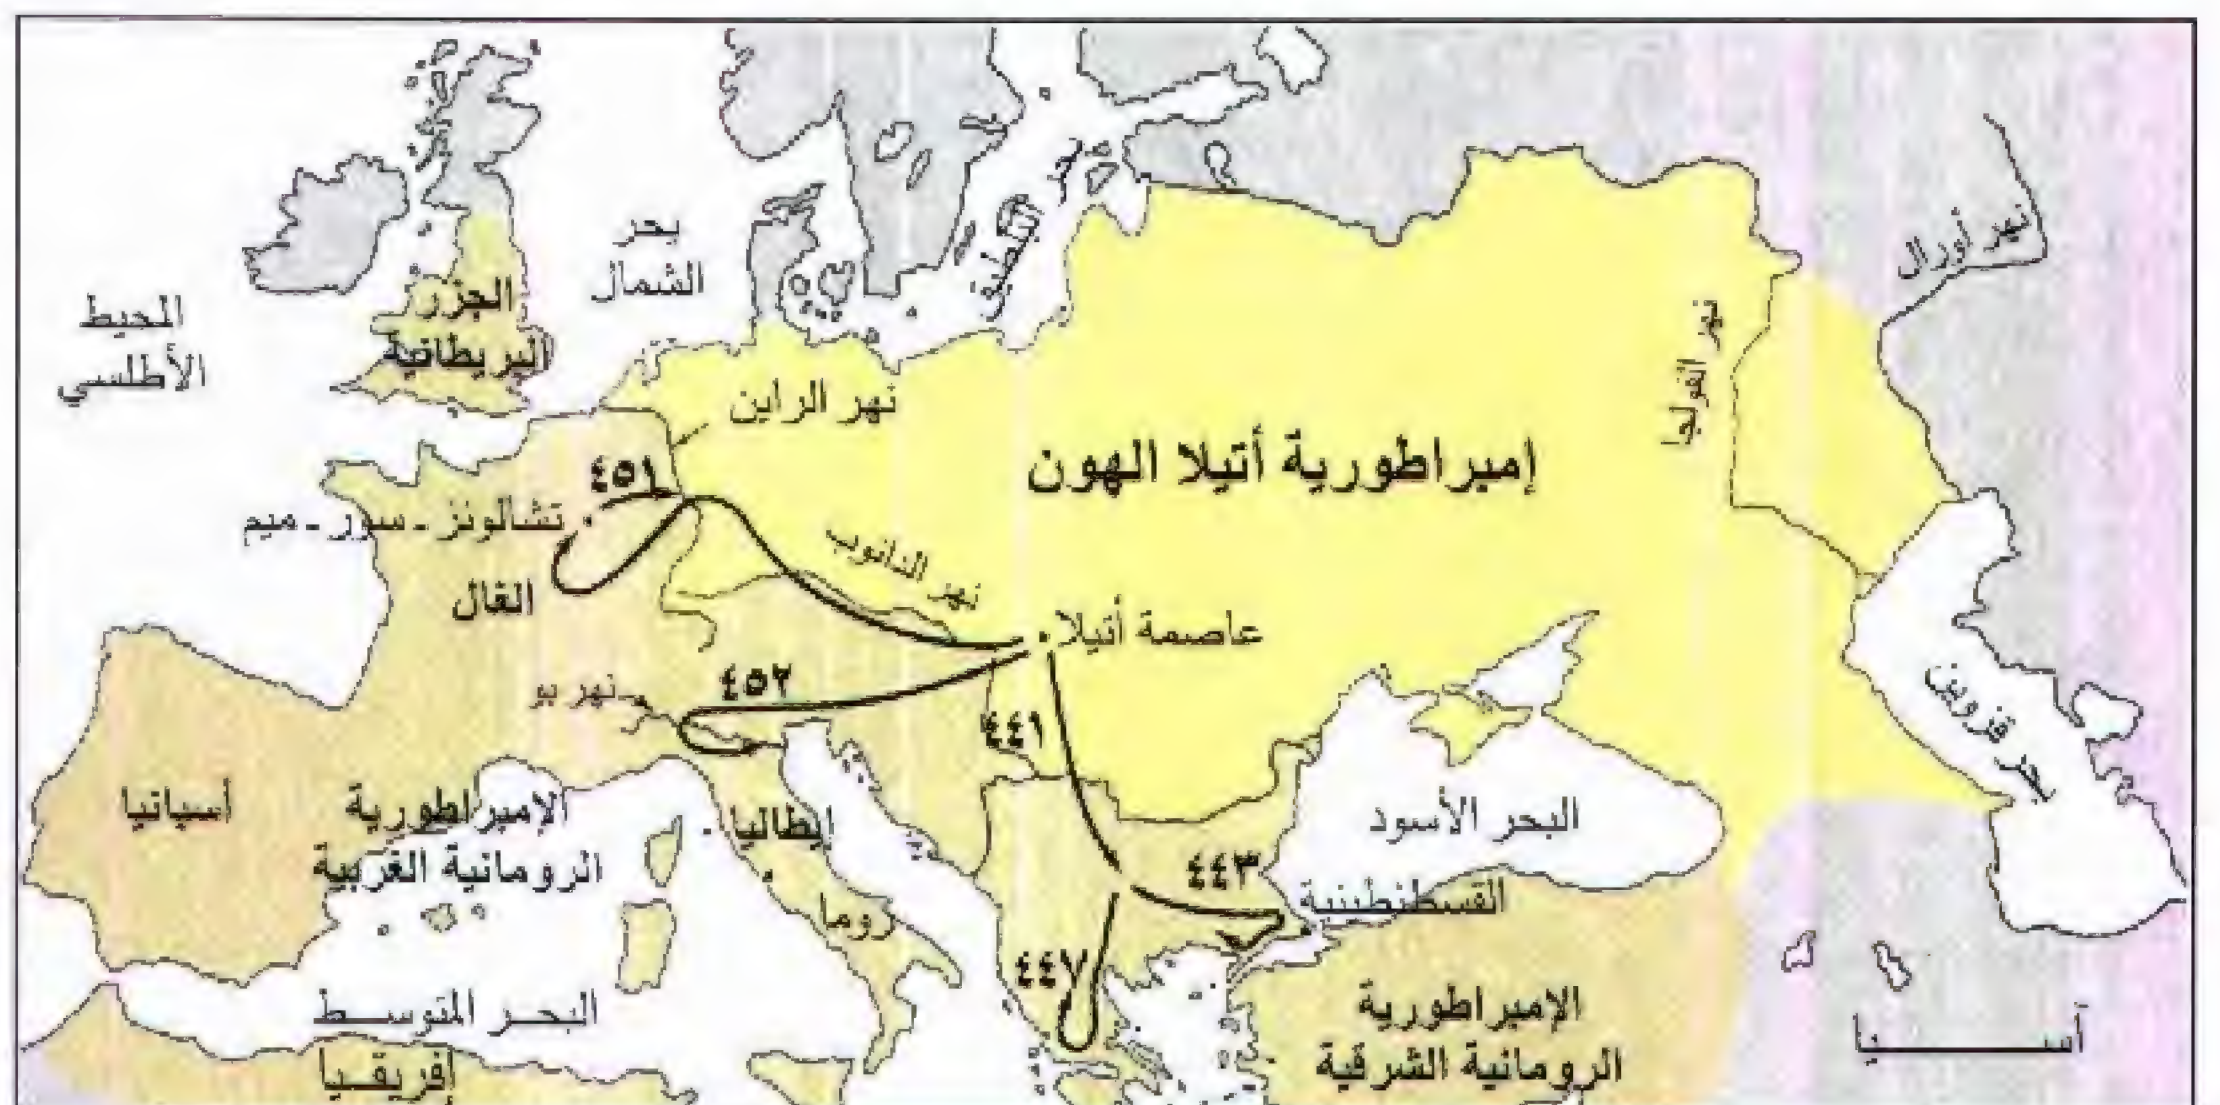 بحر البلطيق
نهر أورال
بحر
الشمال
الجزر
البريطانية
المحيط
الأطلسي
نهر الفولجا
نهر الراين
إمبراطورية أتيلا الهون
٤٥١
تشالونز - سور - ميم
نهر الدانوب
القال
عاصمة أتيلا
٤٥٢
نهر بو
٤٤١
بحر قزوين
أسبانيا
الإمبراطورية
الرومانية الغربية
إيطاليا
البحر الأسود
٤٤٣
القسطنطينية
روما
٤٤٧
البحر المتوسط
الإمبراطورية
الرومانية الشرقية
آسيا
إفريقيا